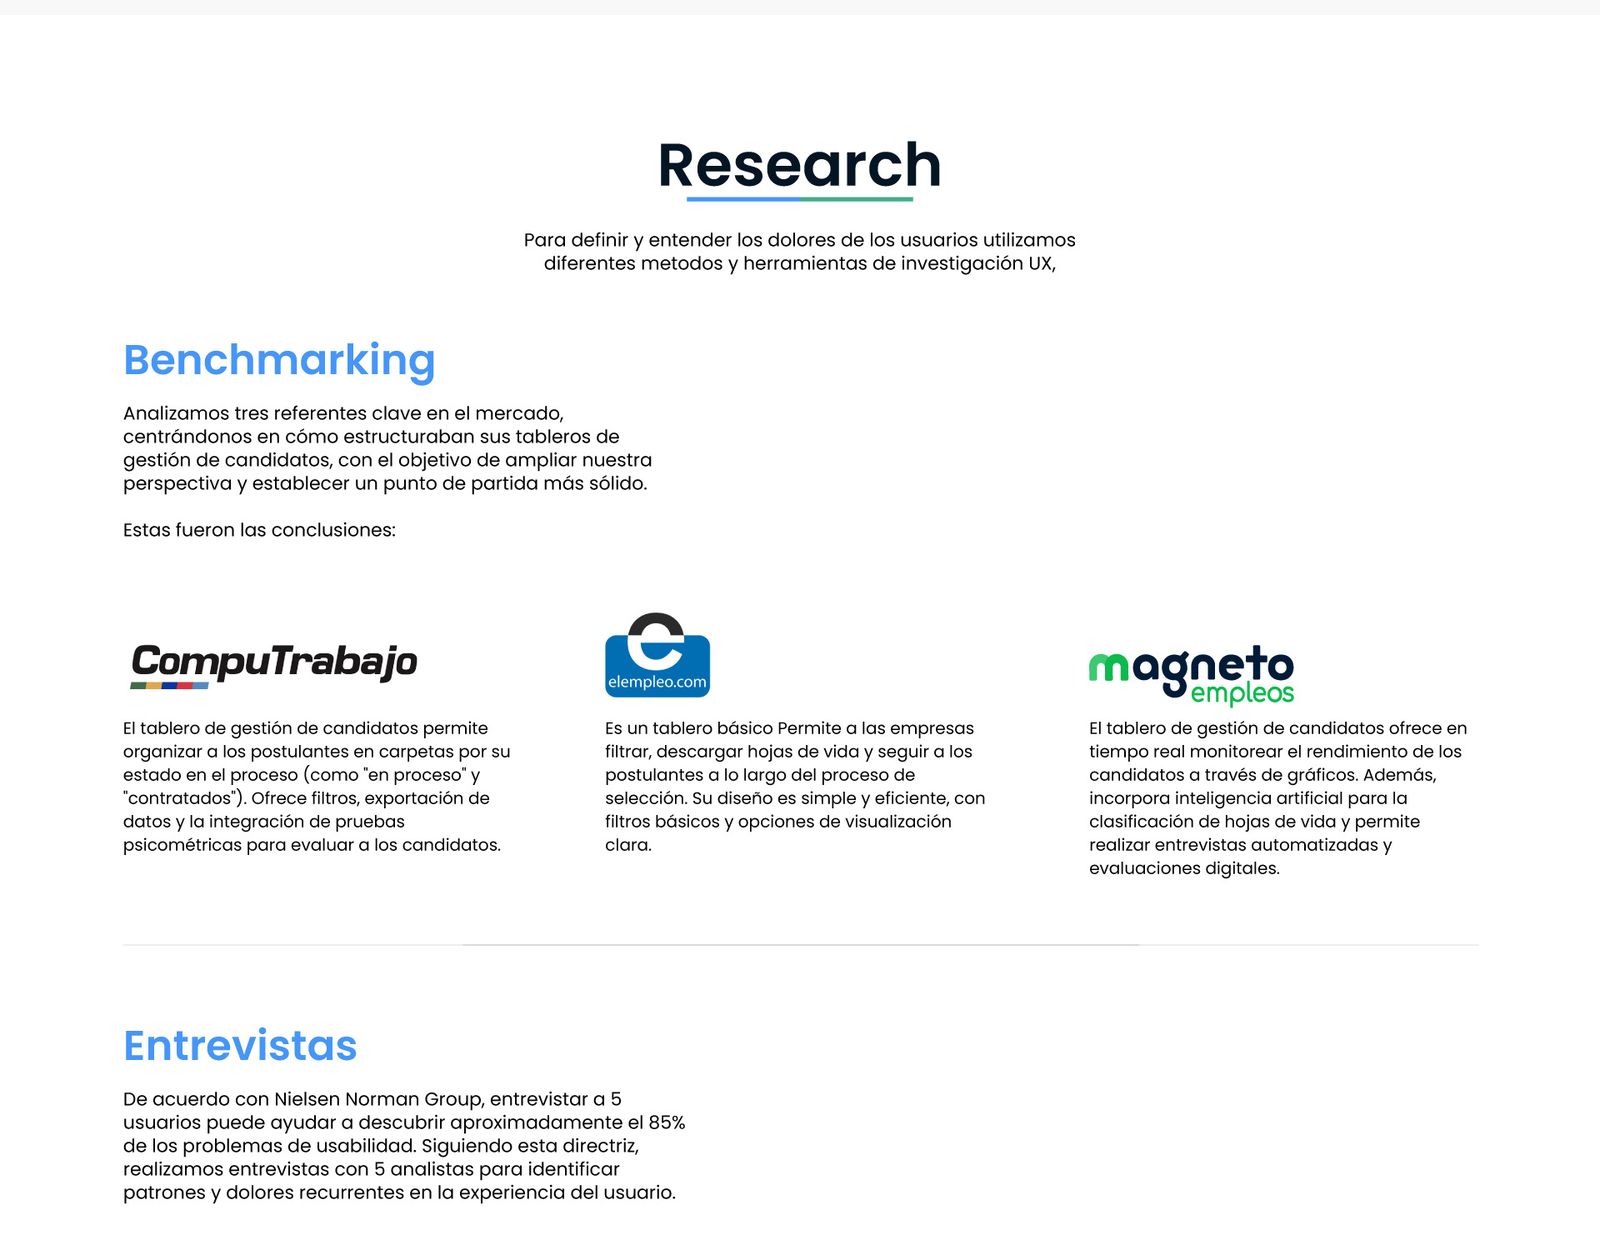 Research
Para definir y entender los dolores de los usuarios utilizamos
diferentes metodos y herramientas de investigación UX,
Benchmarking
Analizamos tres referentes clave en el mercado,
centrándonos en cómo estructuraban sus tableros de
gestión de candidatos, con el objetivo de ampliar nuestra
perspectiva y establecer un punto de partida más sólido.
Estas fueron las conclusiones:
CompuTrabajo
El tablero de gestión de candidatos permite
organizar a los postulantes en carpetas por su
estado en el proceso (como "en proceso" y
"contratados"). Ofrece filtros, exportación de
datos y la integración de pruebas
psicométricas para evaluar a los candidatos.
e
elempleo.com
Es un tablero básico Permite a las empresas
filtrar, descargar hojas de vida y seguir a los
postulantes a lo largo del proceso de
selección. Su diseño es simple y eficiente, con
filtros básicos y opciones de visualización
clara.
magneto
empleos
El tablero de gestión de candidatos ofrece en
tiempo real monitorear el rendimiento de los
candidatos a través de gráficos. Además,
incorpora inteligencia artificial para la
clasificación de hojas de vida y permite
realizar entrevistas automatizadas y
evaluaciones digitales.
Entrevistas
De acuerdo con Nielsen Norman Group, entrevistar a 5
usuarios puede ayudar a descubrir aproximadamente el 85%
de los problemas de usabilidad. Siguiendo esta directriz,
realizamos entrevistas con 5 analistas para identificar
patrones y dolores recurrentes en la experiencia del usuario.